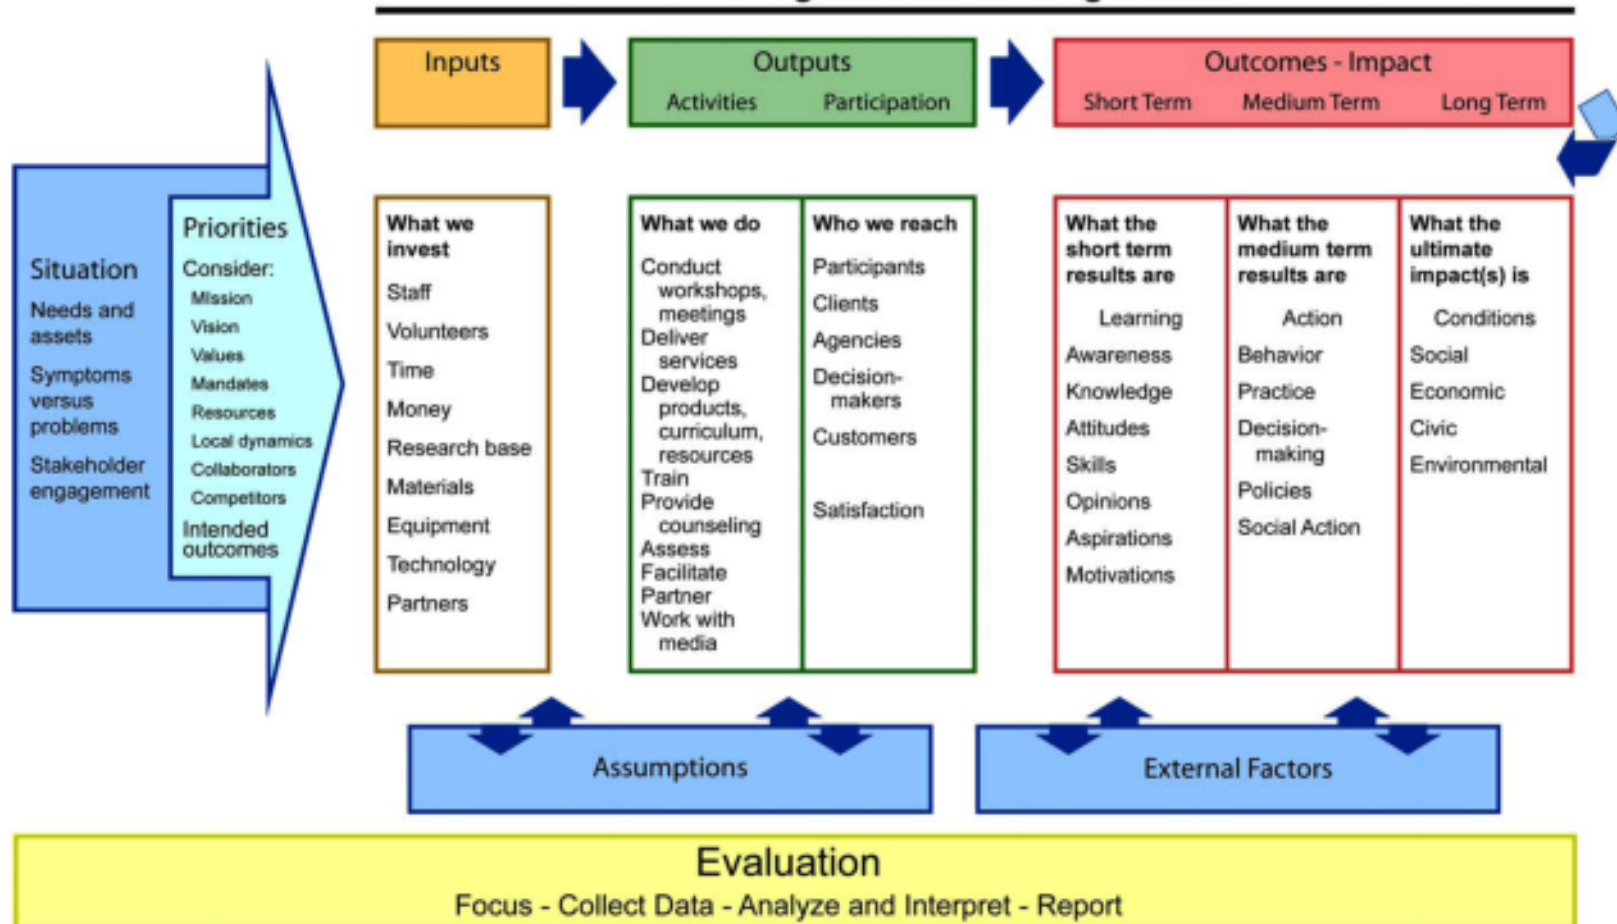 Inputs
Outputs
Activities Participation
Outcomes - Impact
Short Term Medium Term Long Term
Situation
Needs and
assets
Symptoms
versus
problems
Stakeholder
engagement
Priorities
Consider:
MIssion
Vision
Values
Mandates
Resources
Local dynamics
Collaborators
Competitors
Intended
outcomes
What we
invest
Staff
Volunteers
Time
Money
Research base
Materials
Equipment
Technology
Partners
What we do
Conduct
workshops,
meetings
Deliver
services
Develop
products,
curriculum,
resources
Train
Provide
counseling
Assess
Facilitate
Partner
Work with
media
Who we reach
Participants
Clients
Agencies
Decision-
makers
Customers
Satisfaction
What the
short term
results are
Learning
Awareness
Knowledge
Attitudes
Skills
Opinions
Aspirations
Motivations
What the
medium term
results are
Action
Behavior
Practice
Decision-
making
Policies
Social Action
What the
ultimate
impact(s) is
Conditions
Social
Economic
Civic
Environmental
Assumptions
External Factors
Evaluation
Focus - Collect Data - Analyze and Interpret - Report